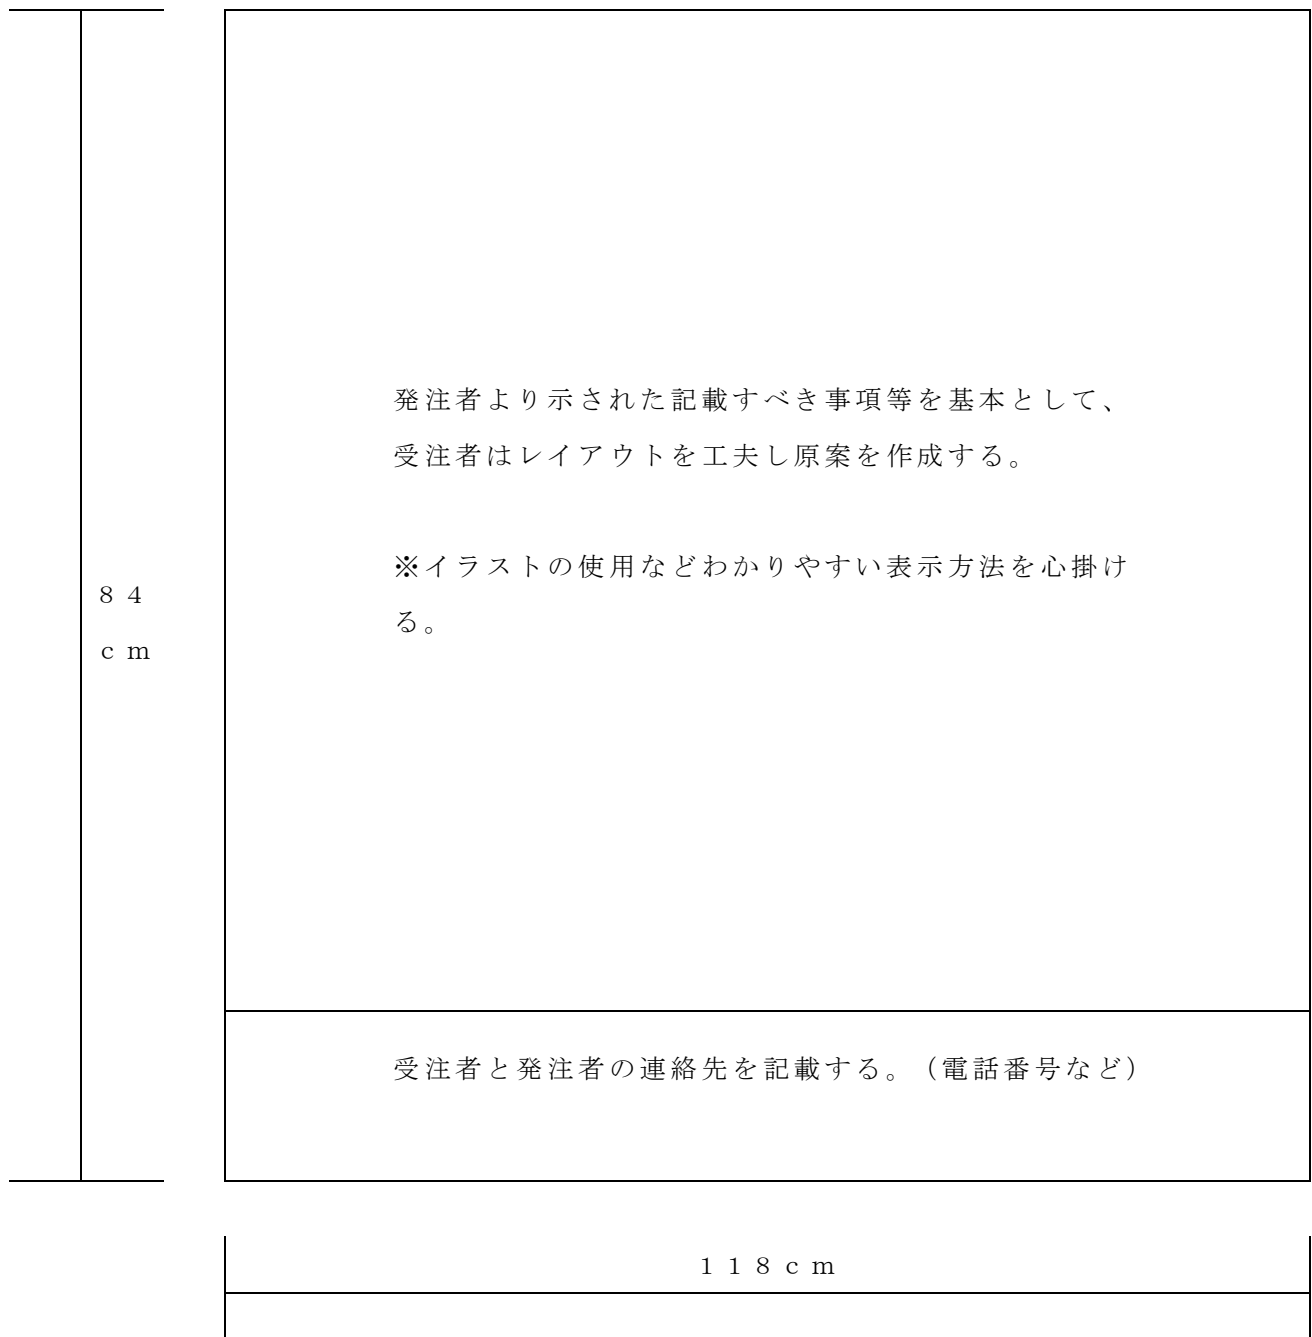 発注者より示された記載すべき事項等を基本として、
受注者はレイアウトを工夫し原案を作成する。
※イラストの使用などわかりやすい表示方法を心掛け
る。
８４
ｃｍ
受注者と発注者の連絡先を記載する。（電話番号など）
１１８ｃｍ